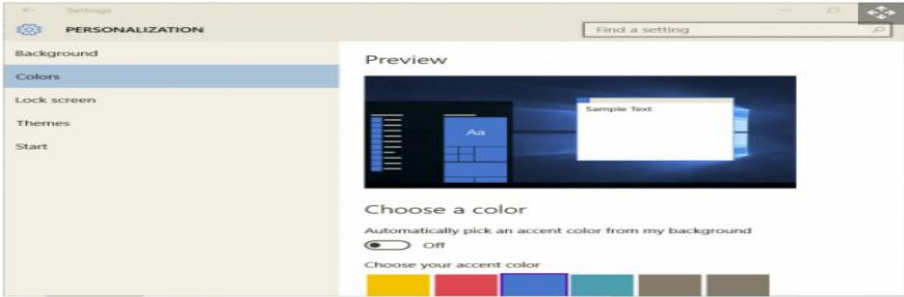 Settings
PERSONALIZATION
Find a setting
Background
Colors
Lock screen
Themes
Start
Preview
Sample Text
Aa
Choose a color
Automatically pick an accent color from my background
Off
Choose your accent color